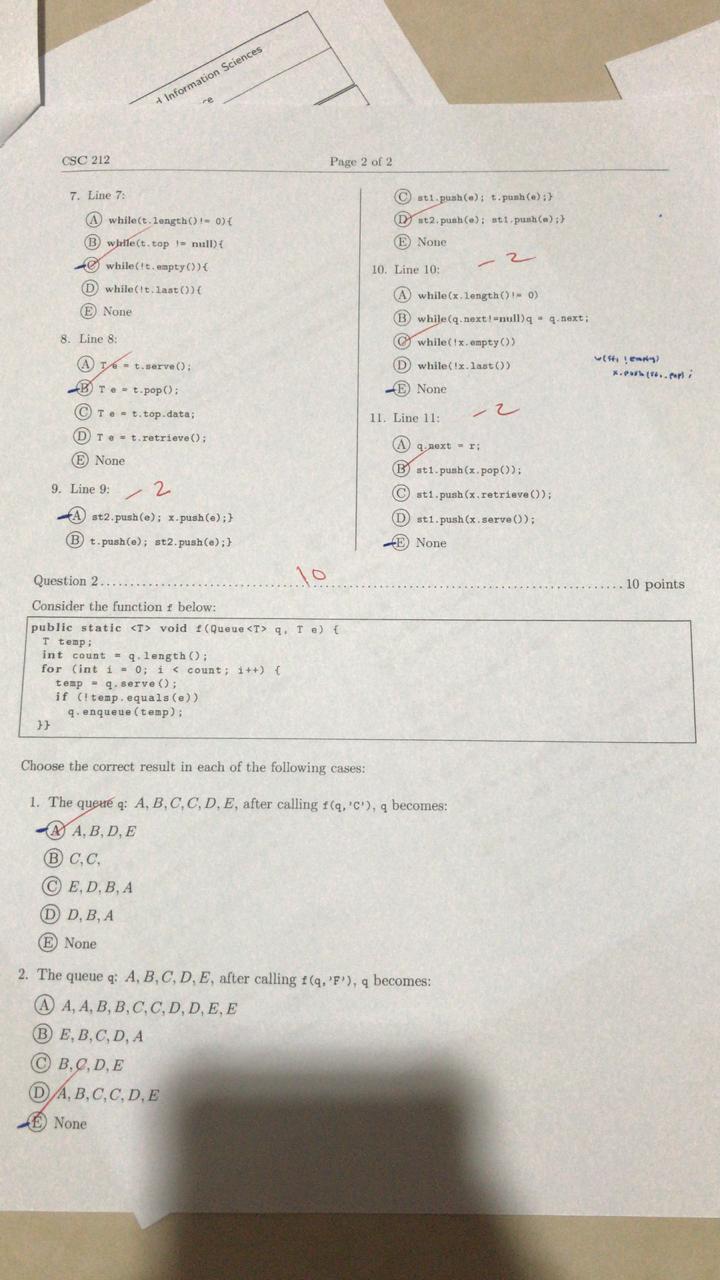 d Information Sciences
re
CSC 212
Page 2 of 2
7. Line 7:
A while(t.length()!= 0){
B while(t.top != null){
C while(!t.empty()){
D while(!t.last()){
E None
8. Line 8:
A T e = t.serve();
B T e = t.pop();
C T e = t.top.data;
D T e = t.retrieve();
E None
9. Line 9: -2
A st2.push(e); x.push(e);}
B t.push(e); st2.push(e);}
C st1.push(e); t.push(e);}
D st2.push(e); st1.push(e);}
E None
10. Line 10: -2
A while(x.length()!= 0)
B while(q.next!=null)q = q.next;
C while(!x.empty())
D while(!x.last())
E None
11. Line 11: -2
A q.next = r;
B st1.push(x.pop());
C st1.push(x.retrieve());
D st1.push(x.serve());
E None
Question 2 10 10 points
Consider the function f below:
public static <T> void f(Queue<T> q, T e) {
T temp;
int count = q.length();
for (int i = 0; i < count; i++) {
temp = q.serve();
if (!temp.equals(e))
q.enqueue(temp);
}}
Choose the correct result in each of the following cases:
1. The queue q: A, B, C, C, D, E, after calling f(q,'C'), q becomes:
A A, B, D, E
B C, C,
C E, D, B, A
D D, B, A
E None
2. The queue q: A, B, C, D, E, after calling f(q,'F'), q becomes:
A A, A, B, B, C, C, D, D, E, E
B E, B, C, D, A
C B, C, D, E
D A, B, C, C, D, E
E None